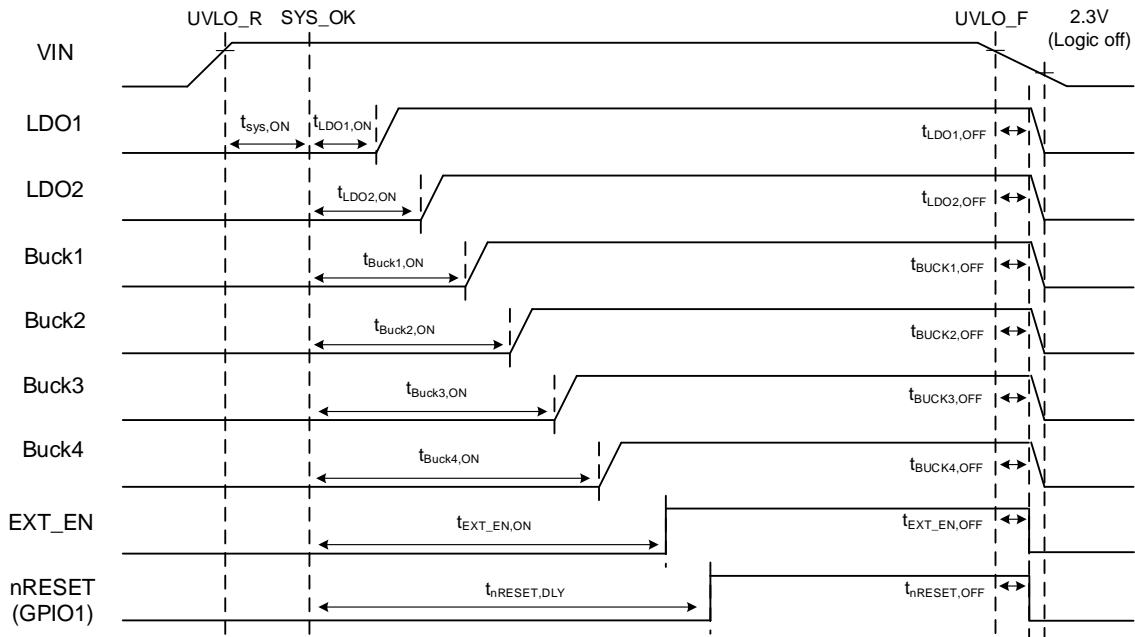 UVLO_R SYS_OK UVLO_F 2.3V
(Logic off)
VIN
LDO1 tsys,ON tLDO1,ON tLDO1,OFF
LDO2 tLDO2,ON tLDO2,OFF
Buck1 tBuck1,ON tBUCK1,OFF
Buck2 tBuck2,ON tBUCK2,OFF
Buck3 tBuck3,ON tBUCK3,OFF
Buck4 tBuck4,ON tBUCK4,OFF
EXT_EN tEXT_EN,ON tEXT_EN,OFF
nRESET tnRESET,DLY tnRESET,OFF
(GPIO1)